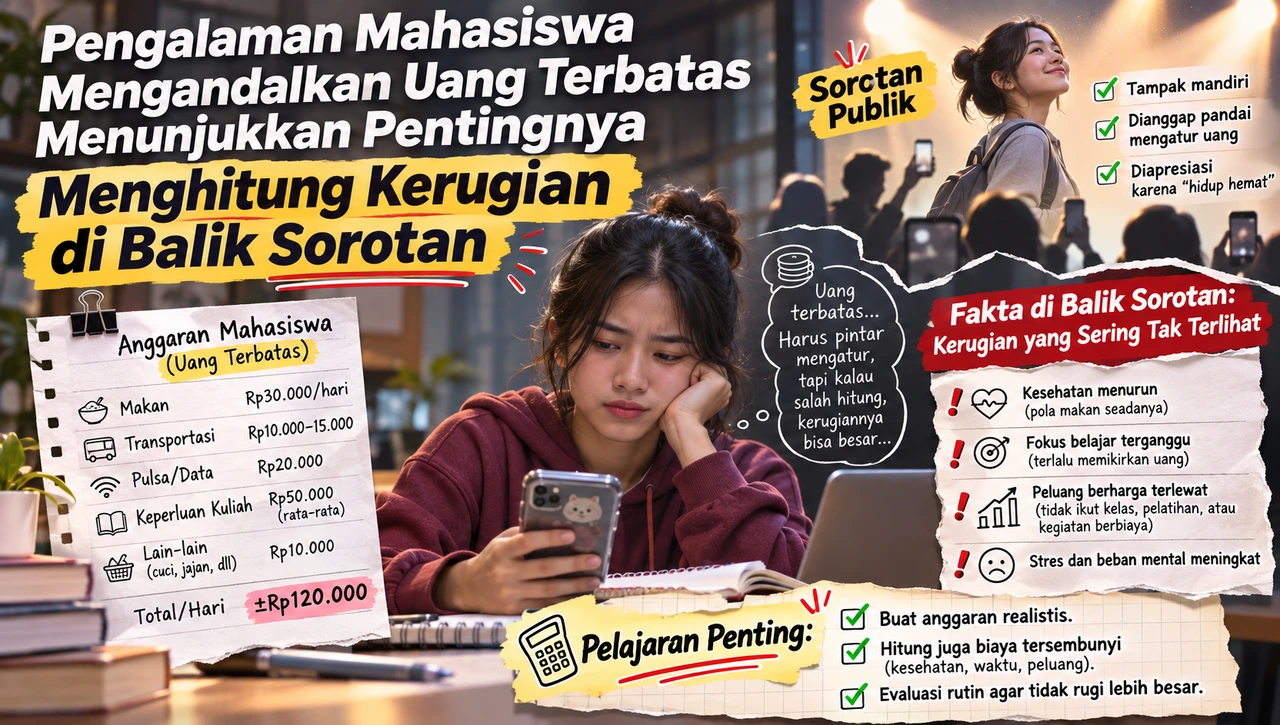 Pengalaman Mahasiswa
Mengandalkan Uang Terbatas
Menunjukkan Pentingnya
Menghitung Kerugian
di Balik Sorotan
Sorotan
Publik
Tampak mandiri
Dianggap pandai
mengatur uang
Diapresiasi
karena "hidup hemat"
Anggaran Mahasiswa
(Uang Terbatas)
Makan Rp30.000/hari
Transportasi Rp10.000–15.000
Pulsa/Data Rp20.000
Keperluan Kuliah Rp50.000
(rata-rata)
Lain-lain Rp10.000
(cuci, jajan, dll)
Total/Hari ±Rp120.000
Uang
terbatas...
Harus pintar
mengatur,
tapi kalau
salah hitung,
kerugiannya
bisa besar...
Fakta di Balik Sorotan:
Kerugian yang Sering Tak Terlihat
! Kesehatan menurun
(pola makan seadanya)
! Fokus belajar terganggu
(terlalu memikirkan uang)
! Peluang berharga terlewat
(tidak ikut kelas, pelatihan, atau
kegiatan berbiaya)
! Stres dan beban mental meningkat
Pelajaran Penting:
Buat anggaran realistis.
Hitung juga biaya tersembunyi
(kesehatan, waktu, peluang).
Evaluasi rutin agar tidak rugi lebih besar.